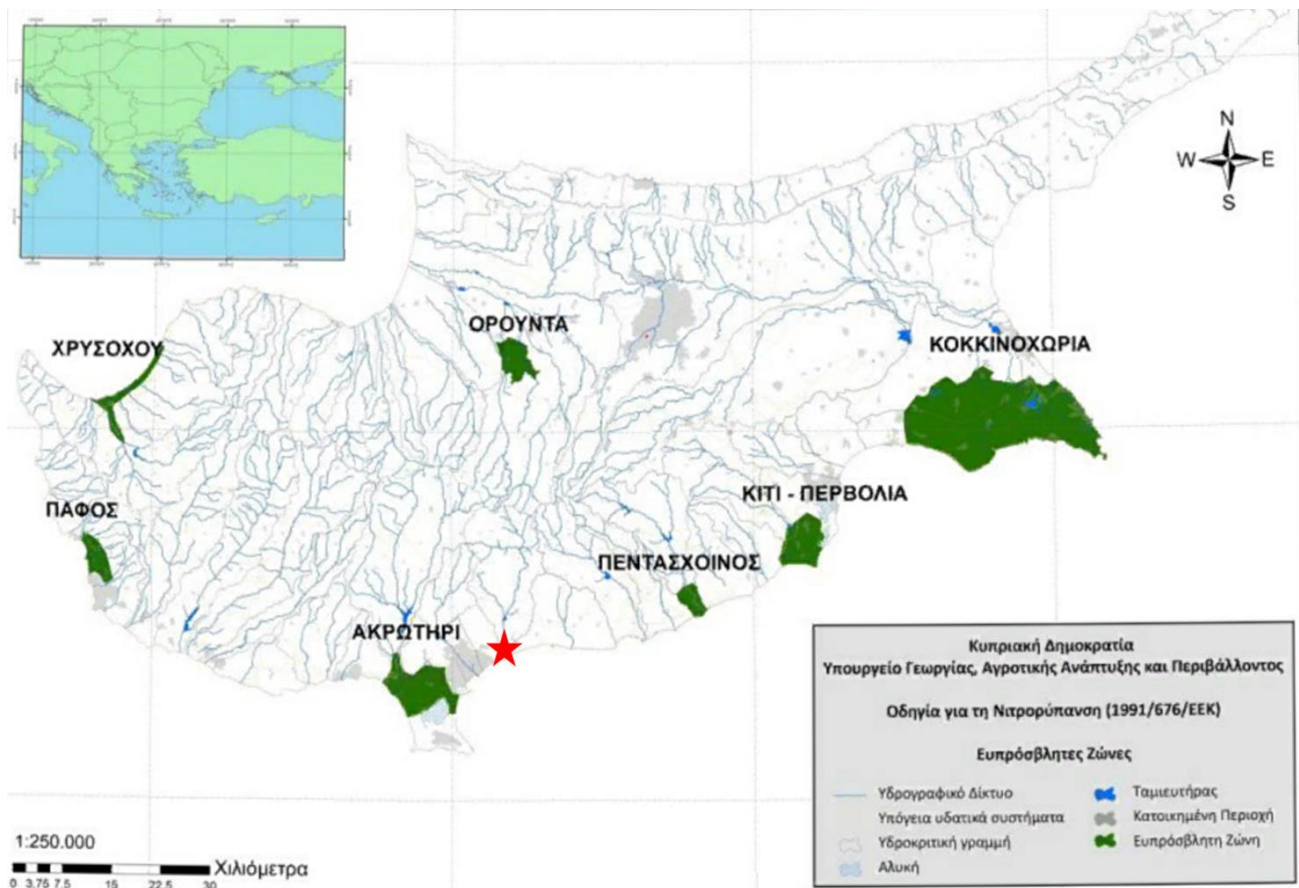 N
W E
S
ΟΡΟΥΝΤΑ
ΧΡΥΣΟΧΟΥ
ΚΟΚΚΙΝΟΧΩΡΙΑ
ΚΙΤΙ - ΠΕΡΒΟΛΙΑ
ΠΑΦΟΣ
ΠΕΝΤΑΣΧΟΙΝΟΣ
ΑΚΡΩΤΗΡΙ
Κυπριακή Δημοκρατία
Υπουργείο Γεωργίας, Αγροτικής Ανάπτυξης και Περιβάλλοντος
Οδηγία για τη Νιτρορύπανση (1991/676/ΕΕΚ)
Ευπρόσβλητες Ζώνες
Υδρογραφικό Δίκτυο
Υπόγεια υδατικά συστήματα
Υδροκριτική γραμμή
Αλυκή
Ταμιευτήρας
Κατοικημένη Περιοχή
Ευπρόσβλητη Ζώνη
1:250.000
Χιλιόμετρα
0 3.75 7.5 15 22.5 30